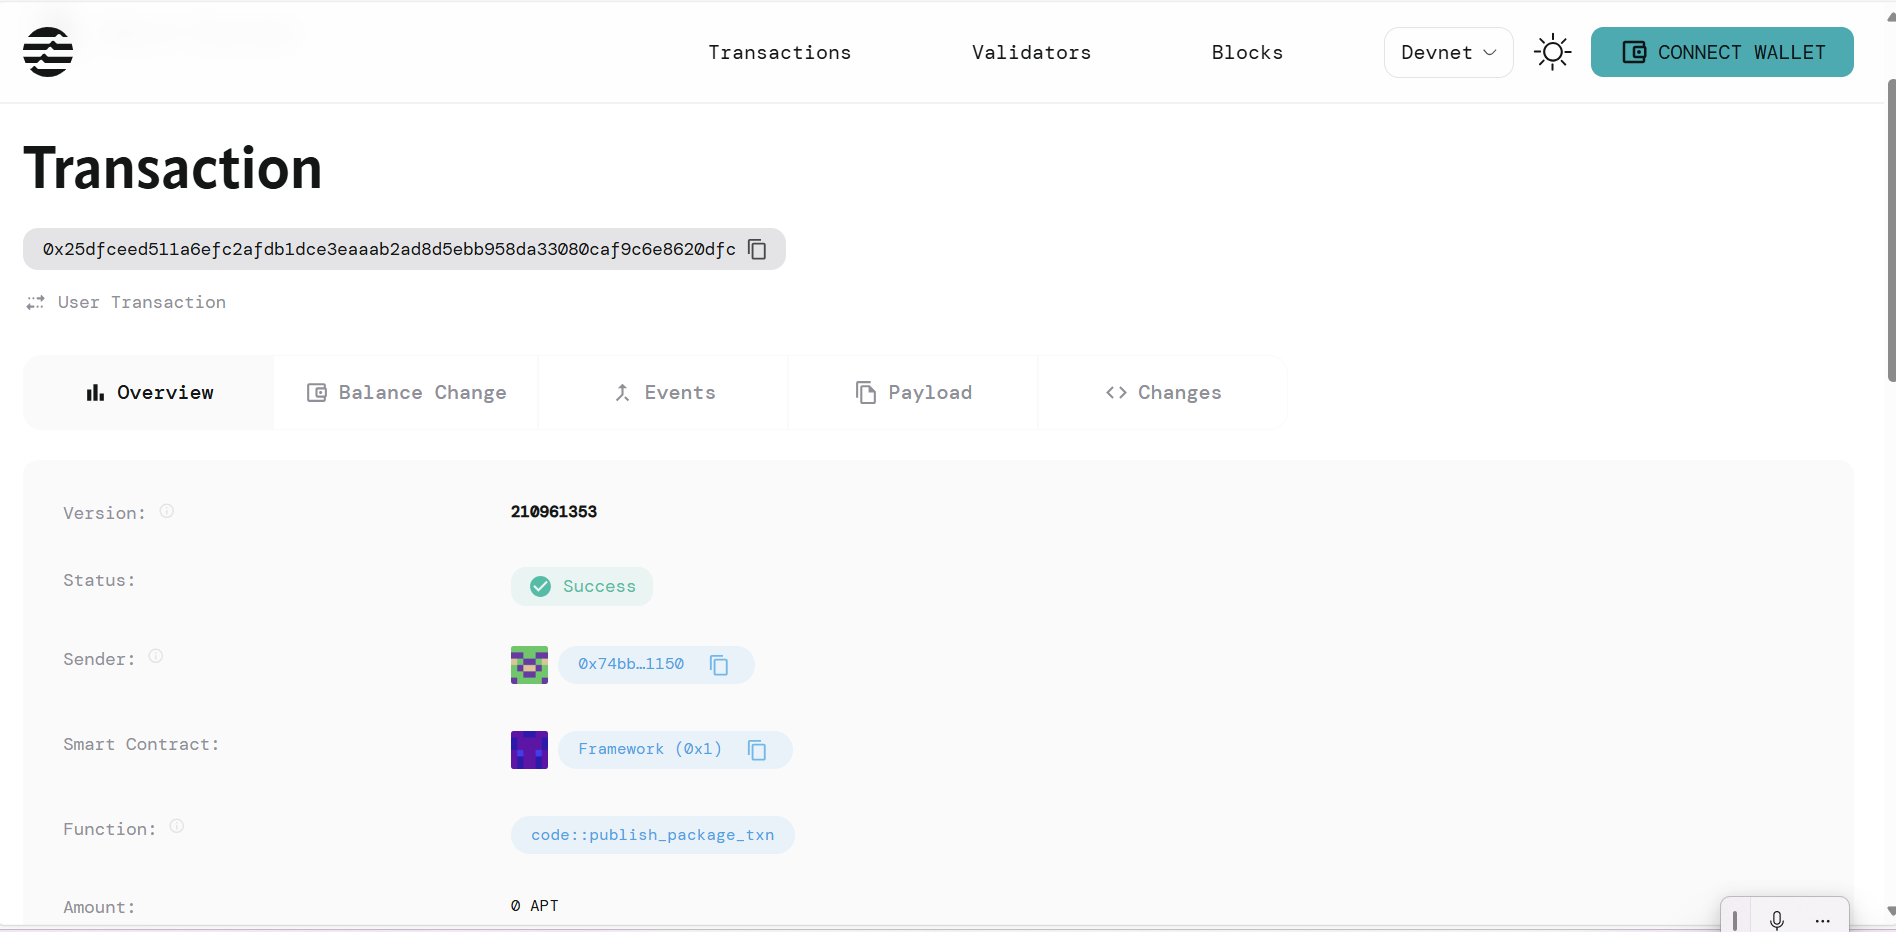 Transactions
Validators
Blocks
Devnet
CONNECT WALLET
Transaction
0x25dfceed511a6efc2afdb1dce3eaaab2ad8d5ebb958da33080caf9c6e8620dfc
User Transaction
Overview
Balance Change
Events
Payload
Changes
Version:
210961353
Status:
Success
Sender:
0x74bb…1150
Smart Contract:
Framework (0x1)
Function:
code::publish_package_txn
Amount:
0 APT